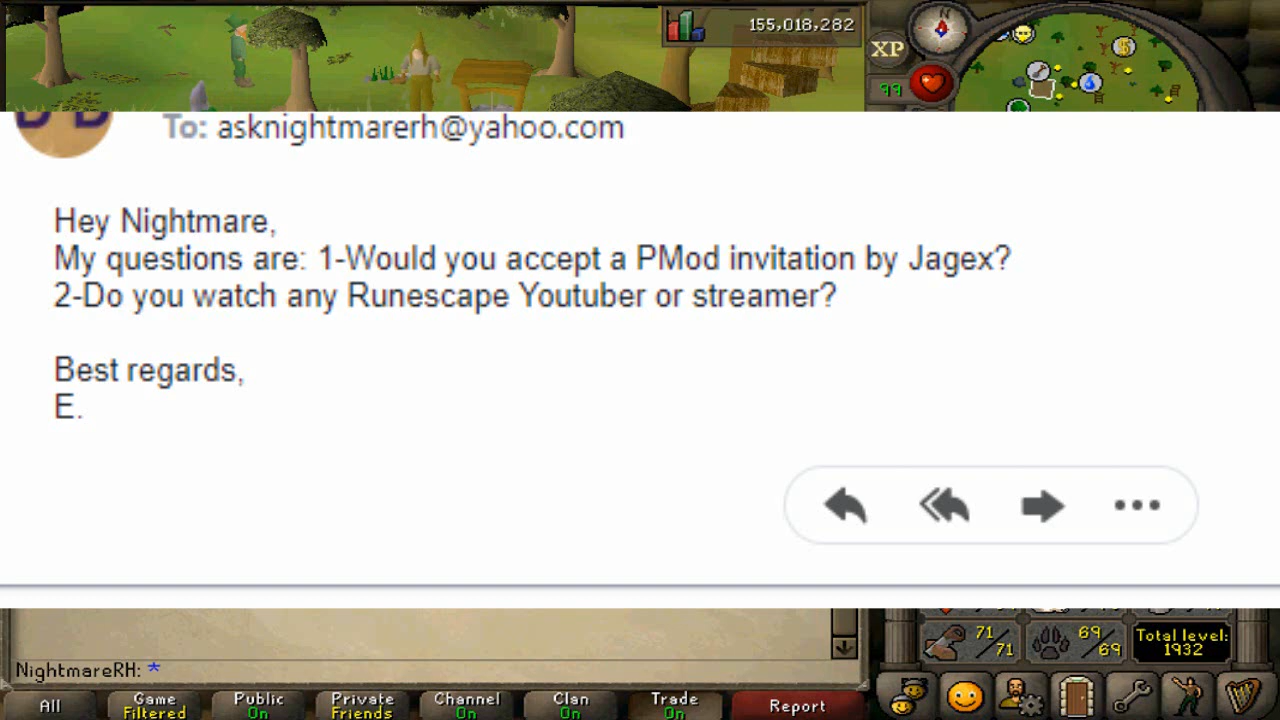 155,018,282
XP
99
To: asknightmarerh@yahoo.com
Hey Nightmare,
My questions are: 1-Would you accept a PMod invitation by Jagex?
2-Do you watch any Runescape Youtuber or streamer?
Best regards,
E.
71/71
69/69
Total level:
1932
NightmareRH: *
All
Game
Filtered
Public
On
Private
Friends
Channel
On
Clan
On
Trade
On
Report